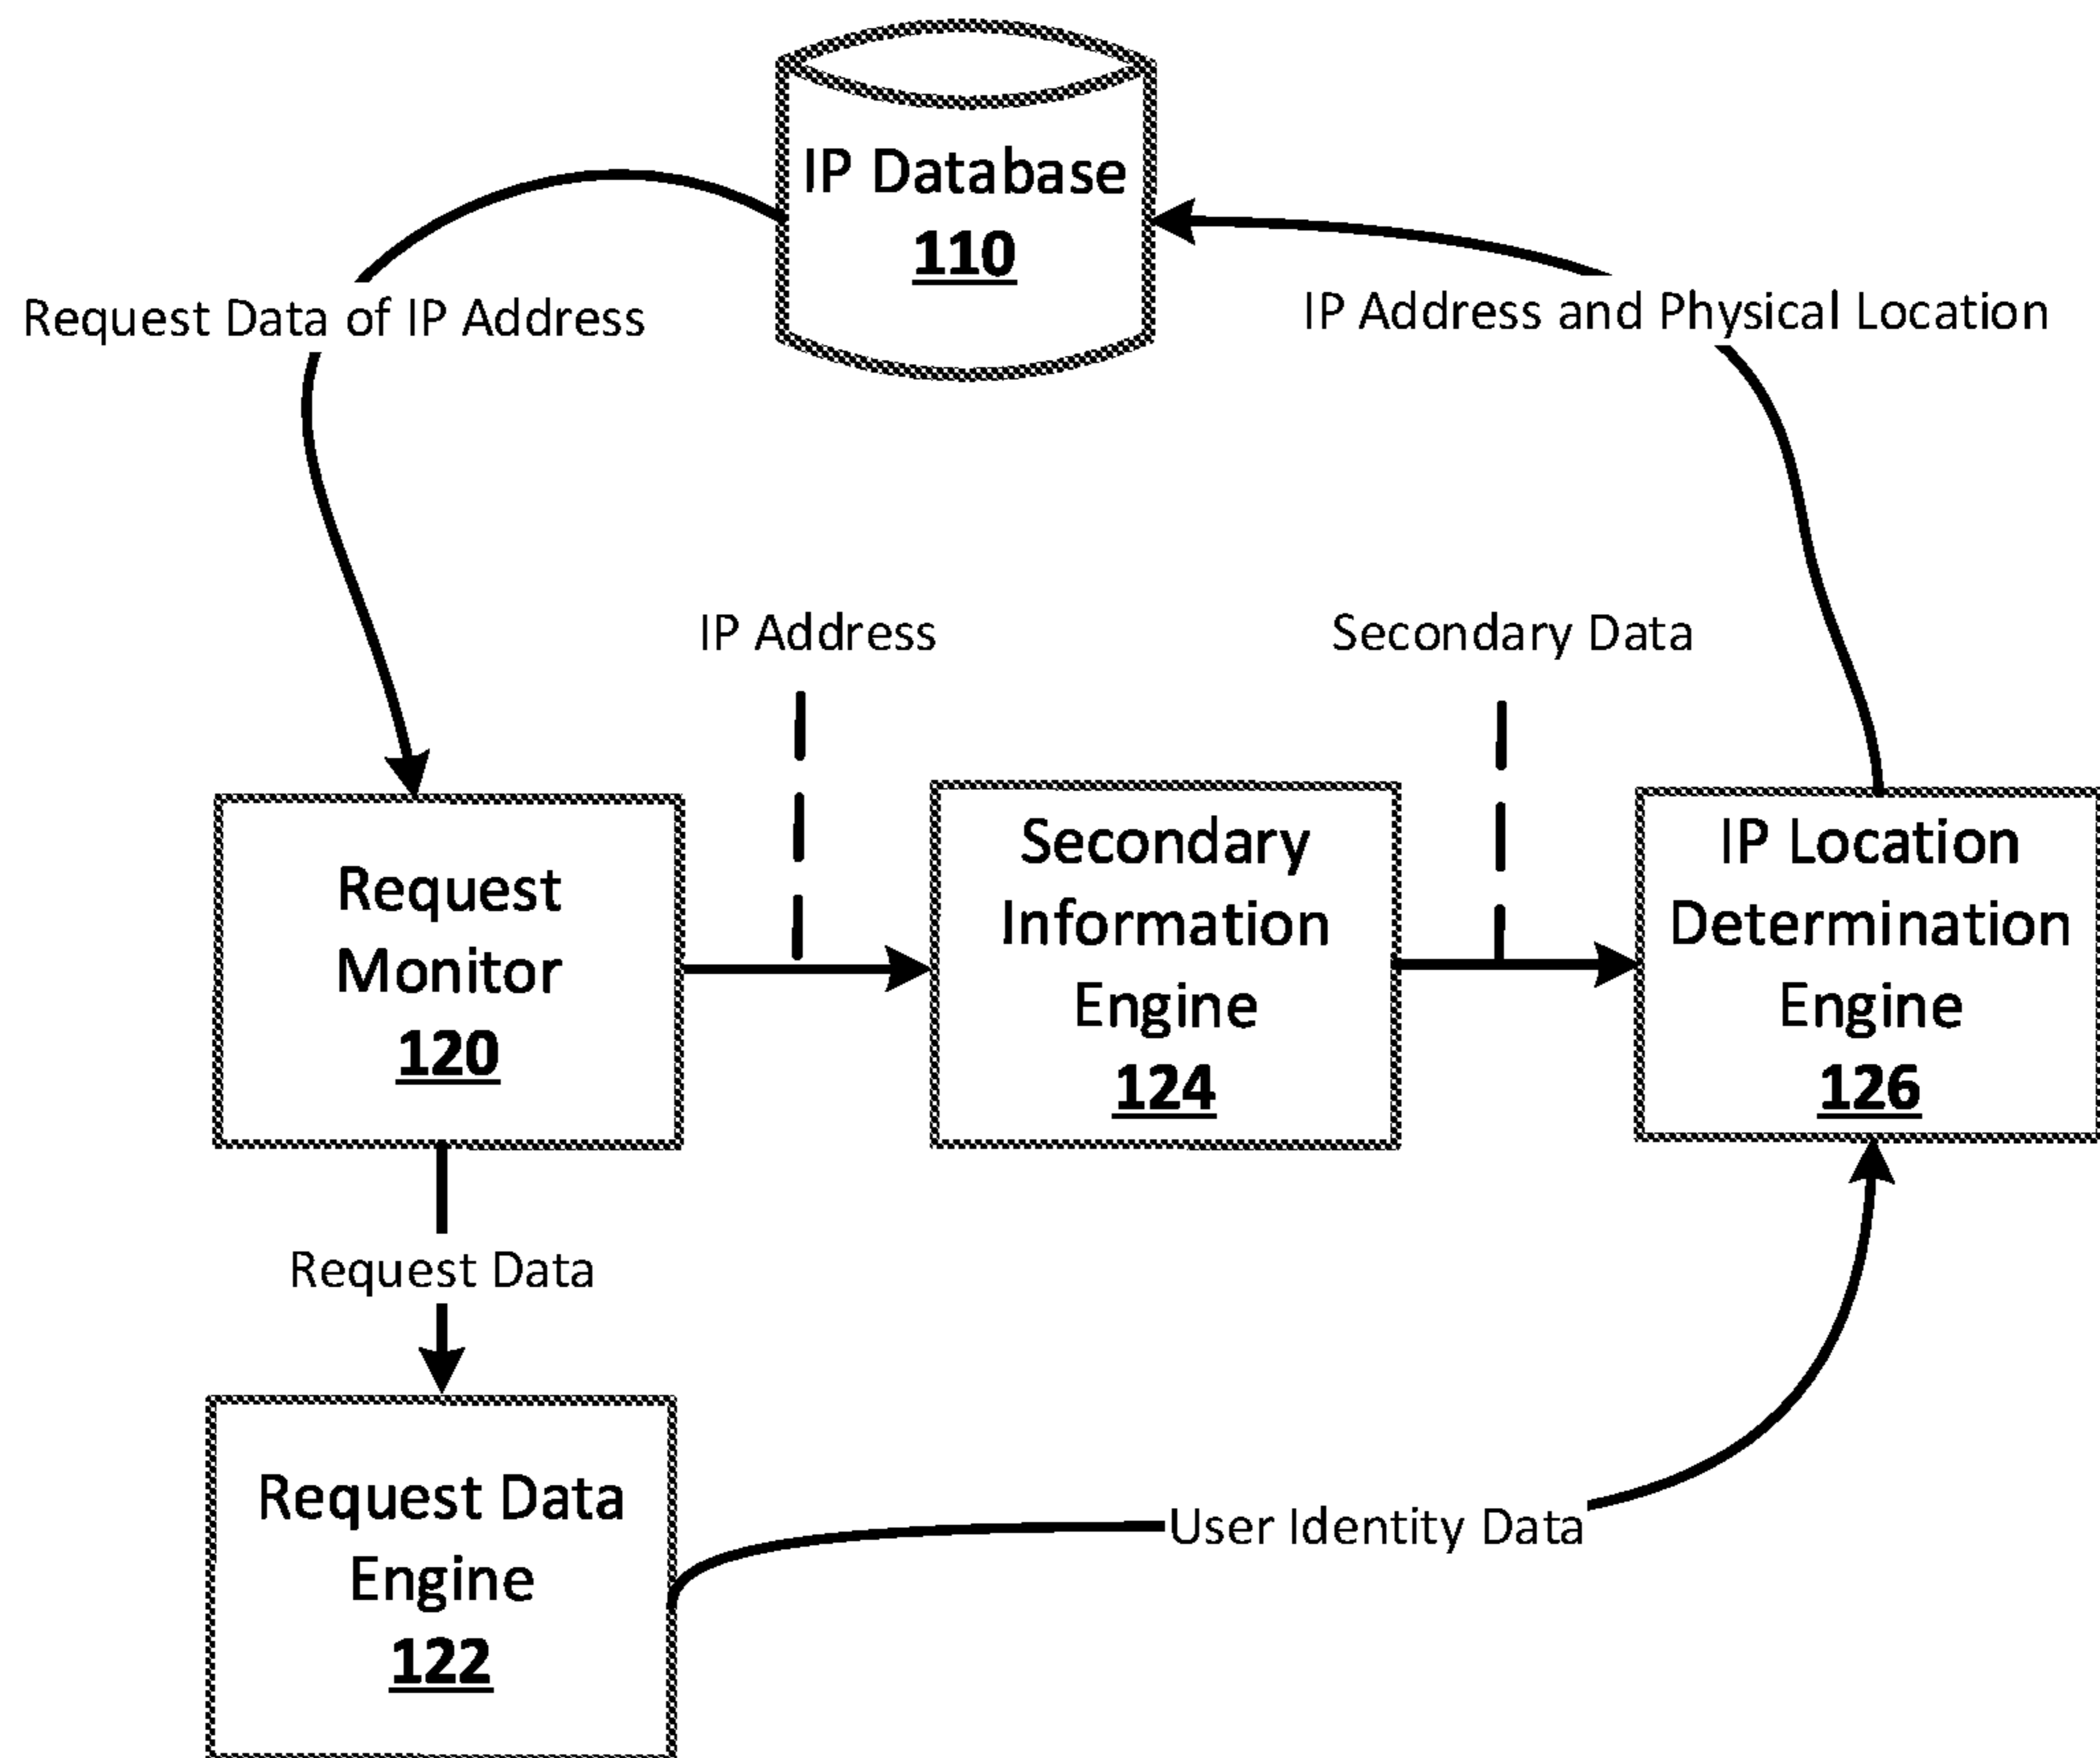 IP Database
110
Request Data of IP Address
IP Address and Physical Location
IP Address
Secondary Data
Request
Monitor
120
Secondary
Information
Engine
124
IP Location
Determination
Engine
126
Request Data
Request Data
Engine
122
User Identity Data